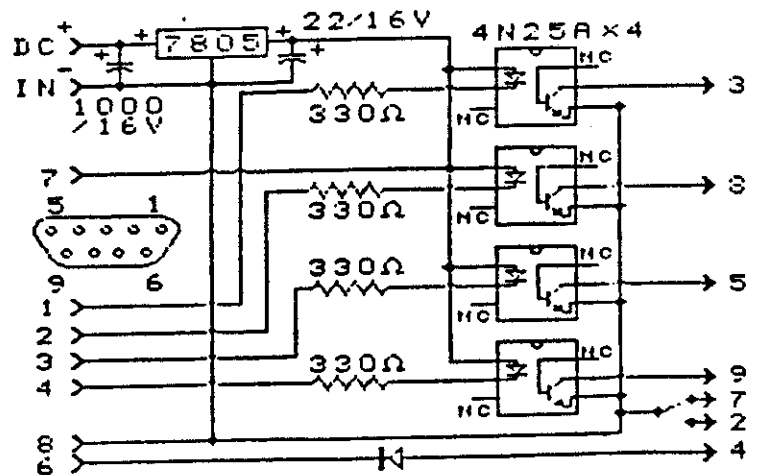 22/16V
4N25A×4
DC +
7805
NC
IN -
3
1000
/16V
330Ω
NC
7
NC
8
5 1
330Ω
NC
NC
330Ω
5
9 6
1
NC
2
3
330Ω
NC
4
9
NC
7
2
8
4
6